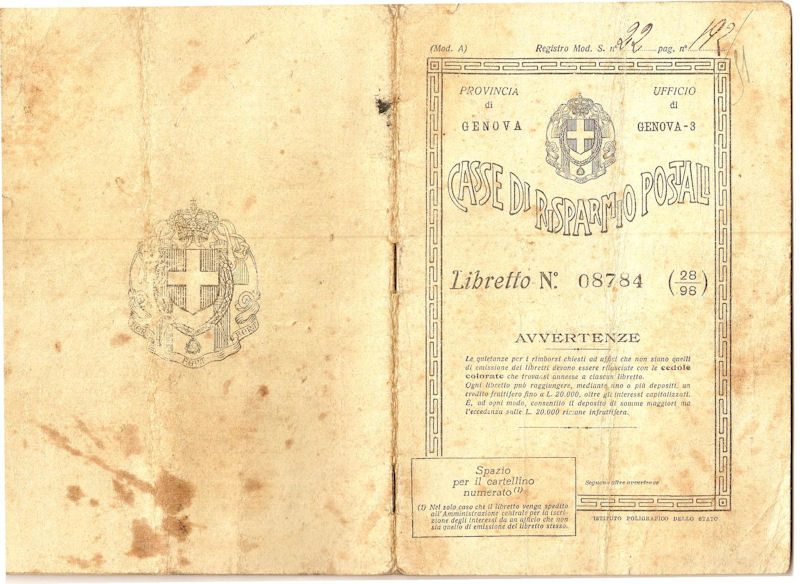 (Mod. A) Registro Mod. S. n° 22 pag. n° 192
PROVINCIA
di
GENOVA
UFFICIO
di
GENOVA-3
CASSE DI RISPARMIO POSTALI
Libretto N.° 08784 (28/98)
AVVERTENZE
Le quietanze per i rimborsi chiesti ad uffici che non siano quelli
di emissione dei libretti devono essere rilasciate con le cedole
colorate che trovansi annesse a ciascun libretto.
Ogni libretto può raggiungere, mediante uno o più depositi, un
credito fruttifero fino a L. 20.000, oltre gli interessi capitalizzati.
È, ad ogni modo, consentito il deposito di somme maggiori ma
l'eccedenza sulle L. 20.000 rimane infruttifera.
Seguono altre avvertenze
Spazio
per il cartellino
numerato (1)
(1) Nel solo caso che il libretto venga spedito
all'Amministrazione centrale per la iscri-
zione degli interessi da un ufficio che non
sia quello di emissione del libretto stesso.
ISTITUTO POLIGRAFICO DELLO STATO
FERT